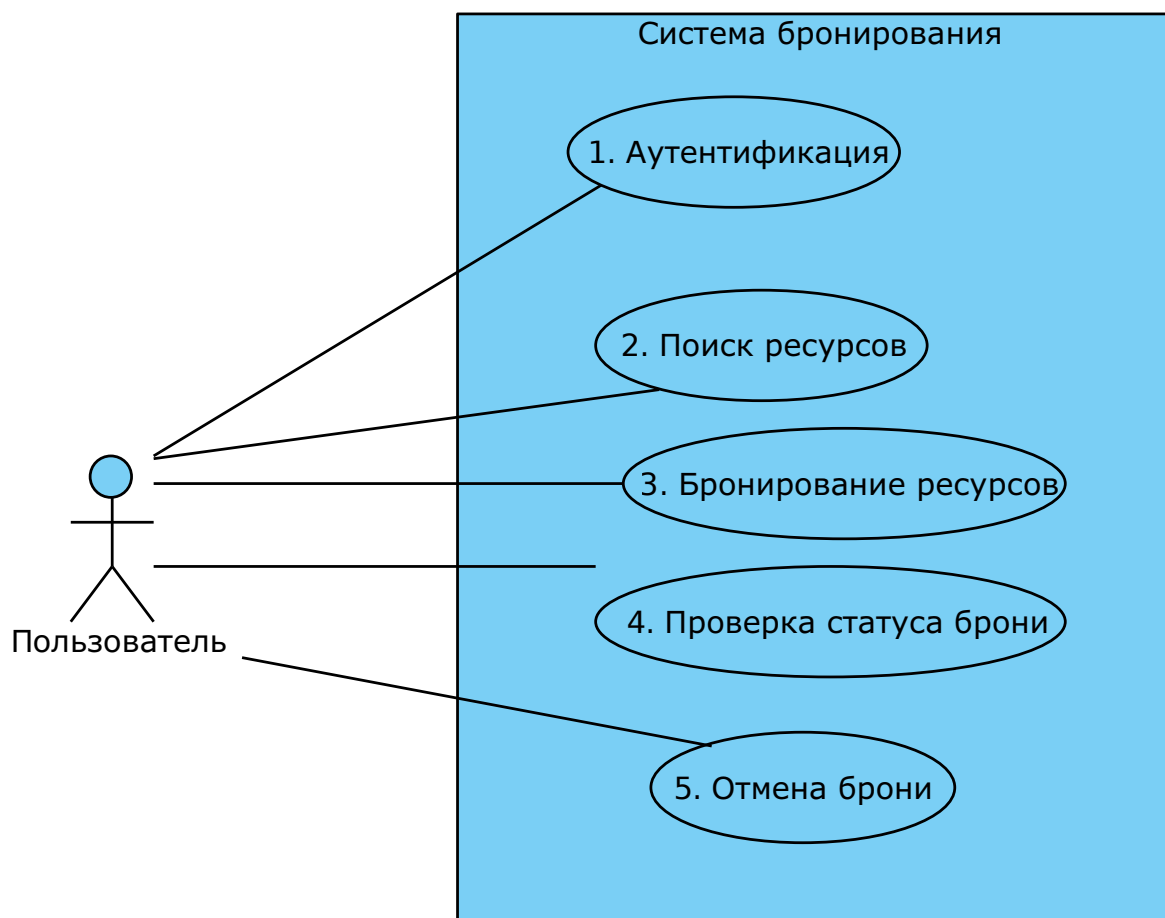 Система бронирования
1. Аутентификация
2. Поиск ресурсов
3. Бронирование ресурсов
4. Проверка статуса брони
Пользователь
5. Отмена брони